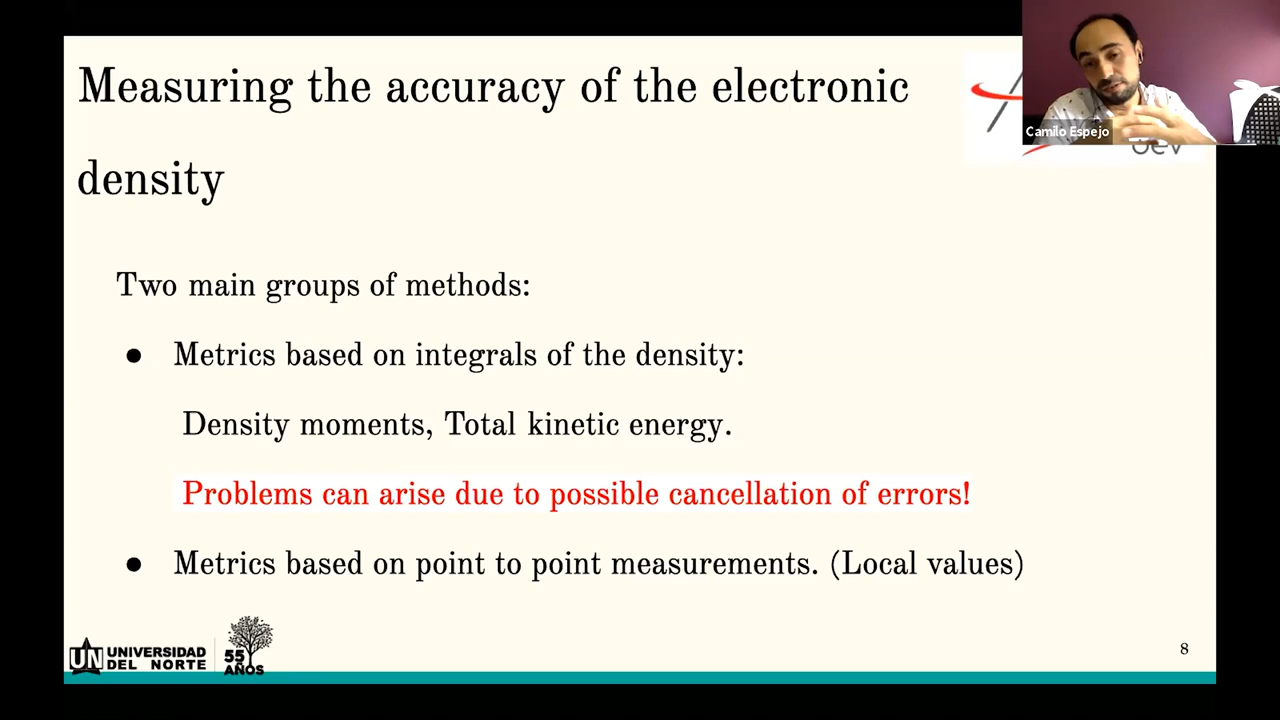 Measuring the accuracy of the electronic
density
Camilo Espejo
dev
Two main groups of methods:
● Metrics based on integrals of the density:
Density moments, Total kinetic energy.
Problems can arise due to possible cancellation of errors!
● Metrics based on point to point measurements. (Local values)
UN UNIVERSIDAD
DEL NORTE
55
AÑOS
8